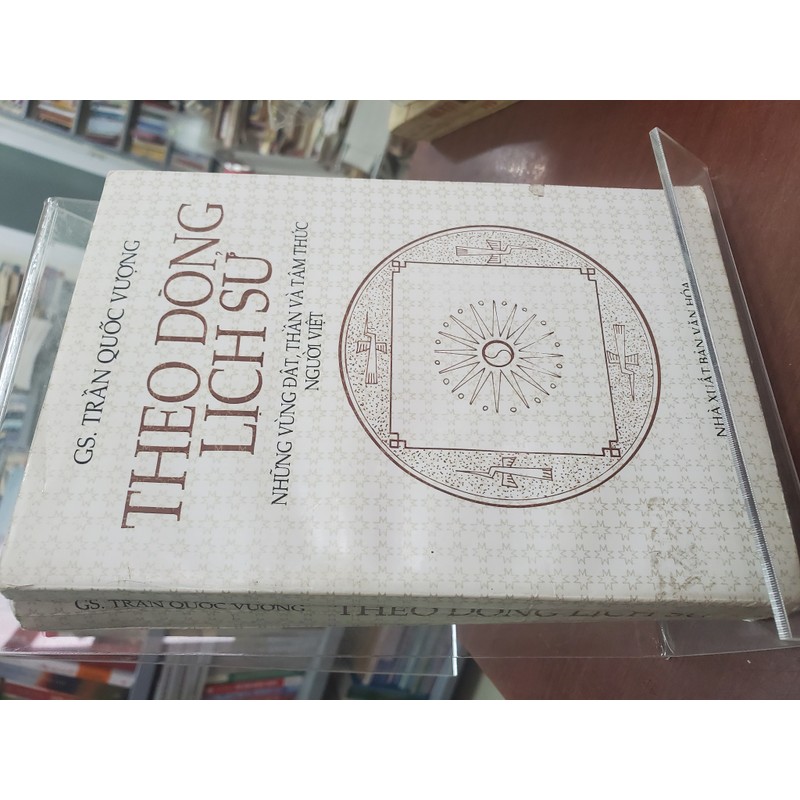 GS. TRẦN QUỐC VƯỢNG
THEO DÒNG
LỊCH SỬ
NHỮNG VÙNG ĐẤT, THẦN VÀ TÂM THỨC
NGƯỜI VIỆT
NHÀ XUẤT BẢN VĂN HÓA
GS. TRẦN QUỐC VƯỢNG THEO DÒNG LỊCH SỬ